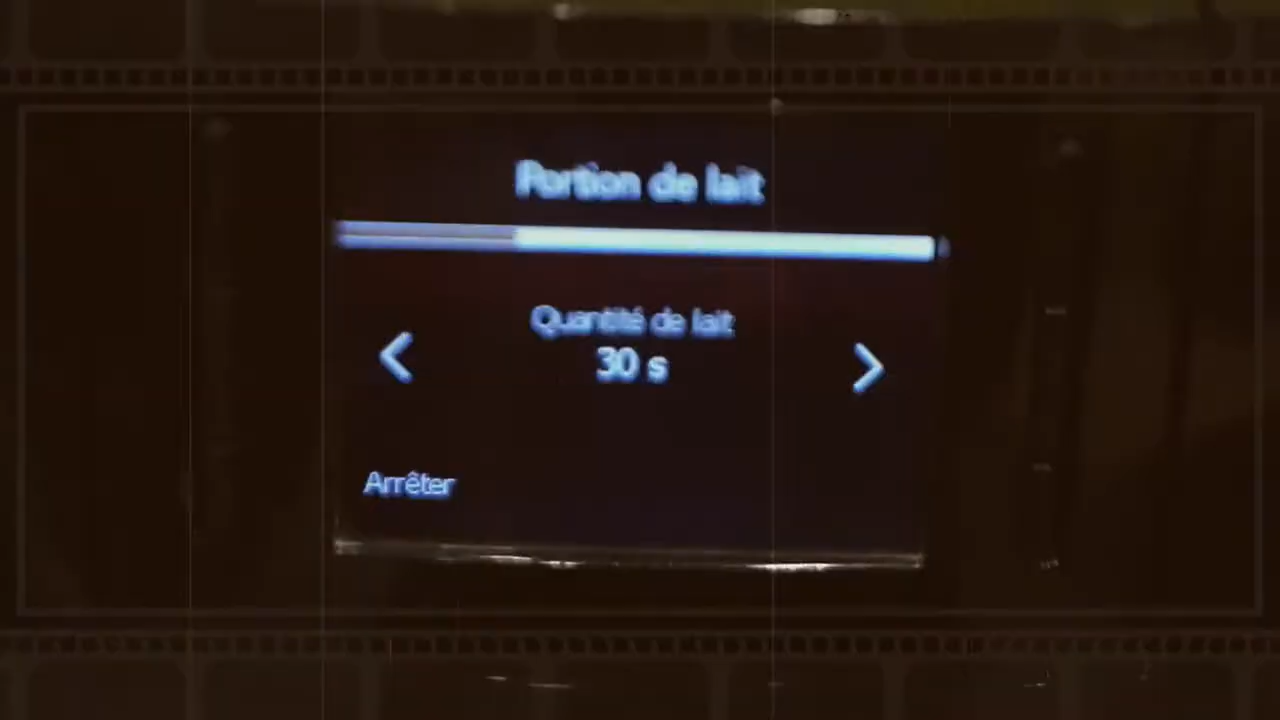 Portion de lait
Quantité de lait
30 s
Arrêter